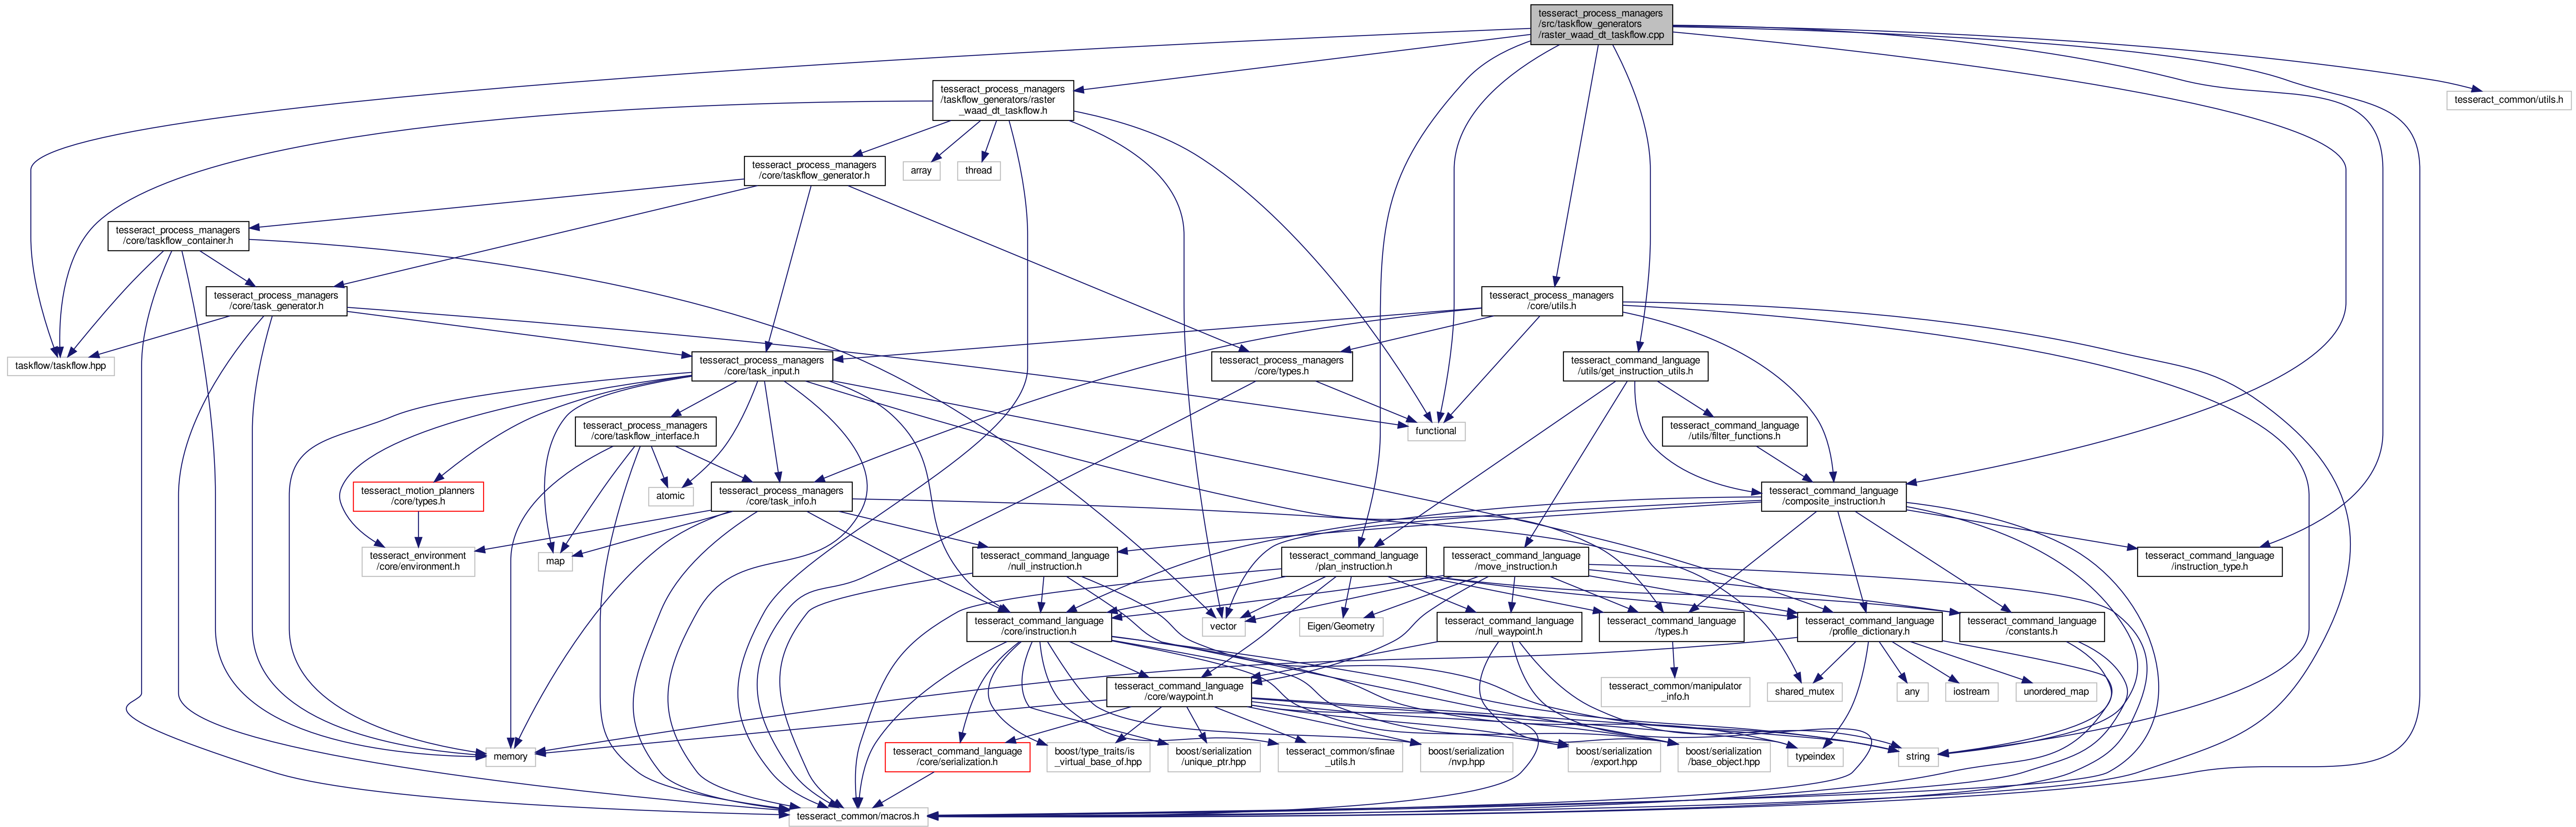 tesseract_process_managers
/src/taskflow_generators
/raster_waad_dt_taskflow.cpp
tesseract_process_managers
/taskflow_generators/raster
_waad_dt_taskflow.h
tesseract_common/utils.h
tesseract_process_managers
/core/taskflow_generator.h
array
thread
tesseract_process_managers
/core/taskflow_container.h
tesseract_process_managers
/core/task_generator.h
tesseract_process_managers
/core/utils.h
taskflow/taskflow.hpp
tesseract_process_managers
/core/task_input.h
tesseract_process_managers
/core/types.h
tesseract_command_language
/utils/get_instruction_utils.h
tesseract_process_managers
/core/taskflow_interface.h
functional
tesseract_command_language
/utils/filter_functions.h
tesseract_motion_planners
/core/types.h
atomic
tesseract_process_managers
/core/task_info.h
tesseract_command_language
/composite_instruction.h
tesseract_environment
/core/environment.h
map
tesseract_command_language
/null_instruction.h
tesseract_command_language
/plan_instruction.h
tesseract_command_language
/move_instruction.h
tesseract_command_language
/instruction_type.h
tesseract_command_language
/core/instruction.h
vector
Eigen/Geometry
tesseract_command_language
/null_waypoint.h
tesseract_command_language
/types.h
tesseract_command_language
/profile_dictionary.h
tesseract_command_language
/constants.h
tesseract_command_language
/core/waypoint.h
tesseract_common/manipulator
_info.h
shared_mutex
any
iostream
unordered_map
memory
tesseract_command_language
/core/serialization.h
boost/type_traits/is
_virtual_base_of.hpp
boost/serialization
/unique_ptr.hpp
tesseract_common/sfinae
_utils.h
boost/serialization
/nvp.hpp
boost/serialization
/export.hpp
boost/serialization
/base_object.hpp
typeindex
string
tesseract_common/macros.h